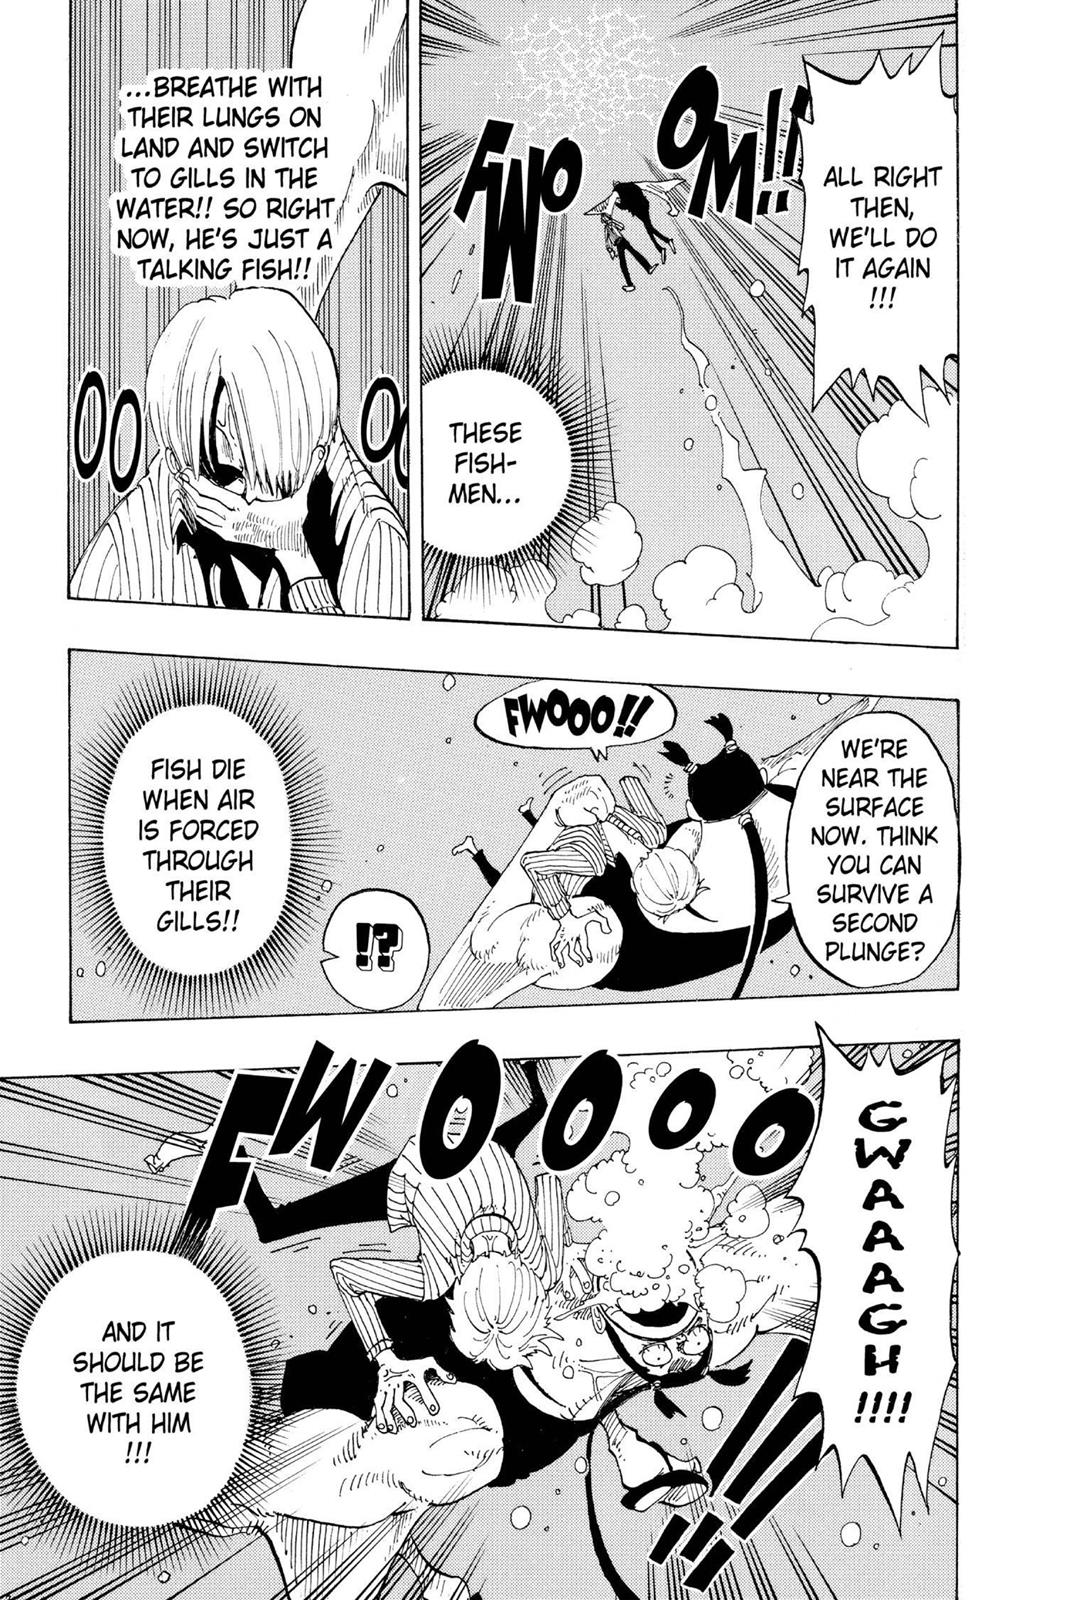 ALL RIGHT
THEN,
WE'LL DO
IT AGAIN
!!!
FWO
OM!!
THESE
FISH-
MEN...
...BREATHE WITH
THEIR LUNGS ON
LAND AND SWITCH
TO GILLS IN THE
WATER!! SO RIGHT
NOW, HE'S JUST A
TALKING FISH!!
OO
OO
WE'RE
NEAR THE
SURFACE
NOW. THINK
YOU CAN
SURVIVE A
SECOND
PLUNGE?
FWOOO!!
!?
FISH DIE
WHEN AIR
IS FORCED
THROUGH
THEIR
GILLS!!
GWAAAGH
!!!!
FWOOOOO
!!!!
AND IT
SHOULD BE
THE SAME
WITH HIM
!!!